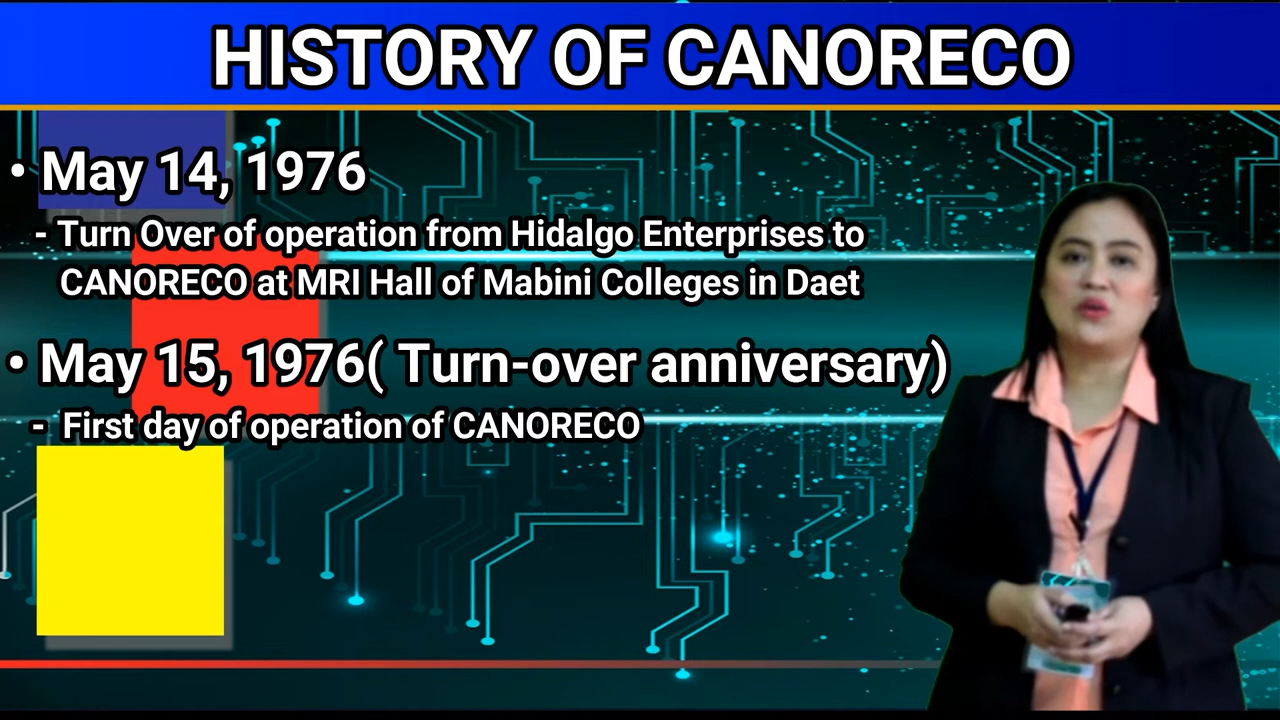 HISTORY OF CANORECO
• May 14, 1976
- Turn Over of operation from Hidalgo Enterprises to
CANORECO at MRI Hall of Mabini Colleges in Daet
• May 15, 1976( Turn-over anniversary)
- First day of operation of CANORECO